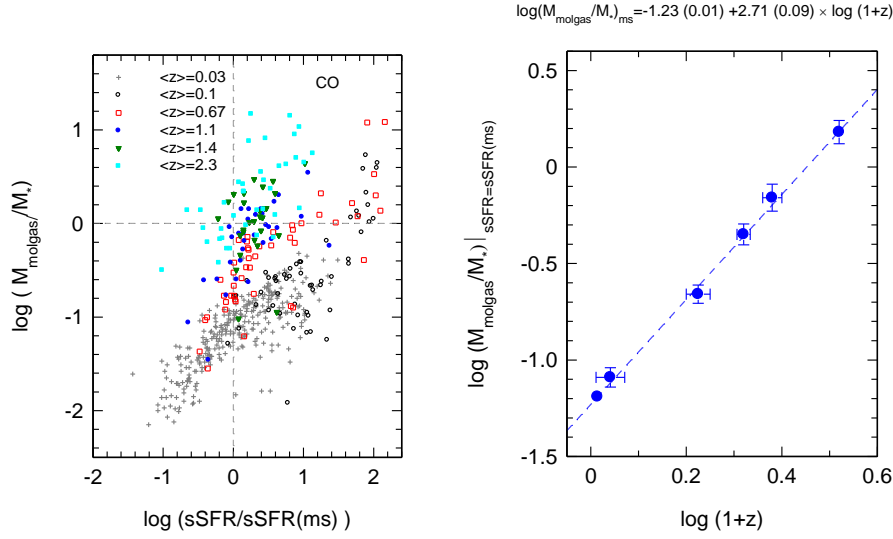 log(M_molgas/M_*)_ms=-1.23 (0.01) +2.71 (0.09) × log (1+z)
CO
<z>=0.03
<z>=0.1
<z>=0.67
<z>=1.1
<z>=1.4
<z>=2.3
log ( M_molgas/M_*)
1
0
-1
-2
-2
-1
0
1
2
log (sSFR/sSFR(ms) )
log (M_molgas/M_*)|sSFR=sSFR(ms)
0.5
0
-0.5
-1.0
-1.5
0
0.2
0.4
0.6
log (1+z)